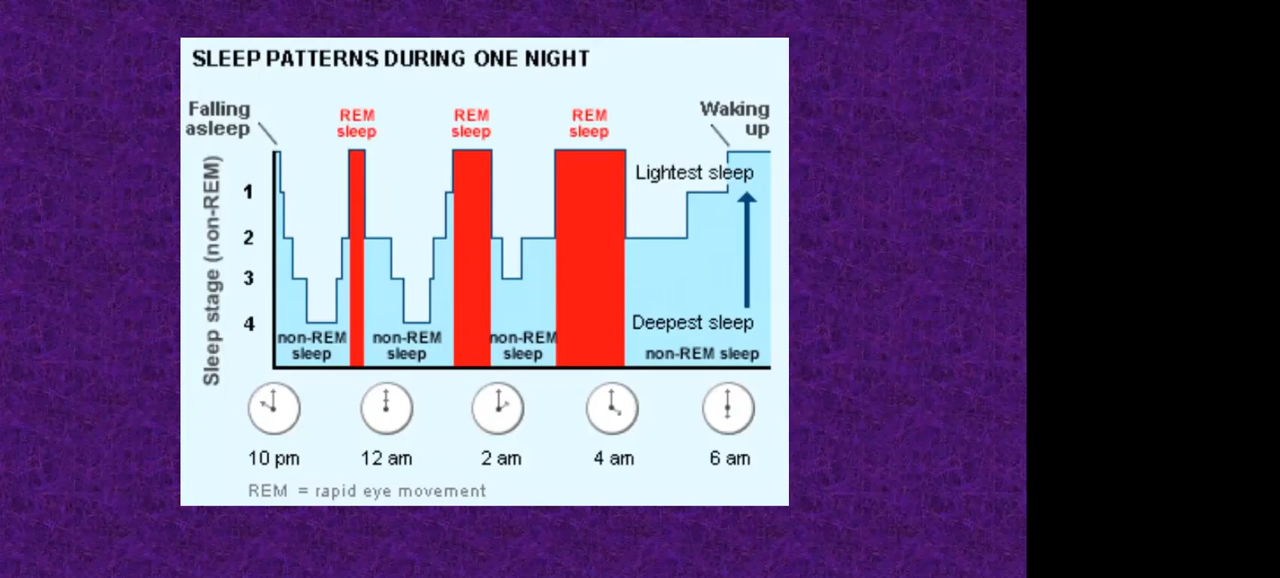 SLEEP PATTERNS DURING ONE NIGHT
Falling
asleep
REM
sleep
REM
sleep
REM
sleep
Waking
up
Lightest sleep
Sleep stage (non-REM)
1
2
3
4
Deepest sleep
non-REM
sleep
non-REM
sleep
non-REM
sleep
non-REM sleep
10 pm
12 am
2 am
4 am
6 am
REM = rapid eye movement